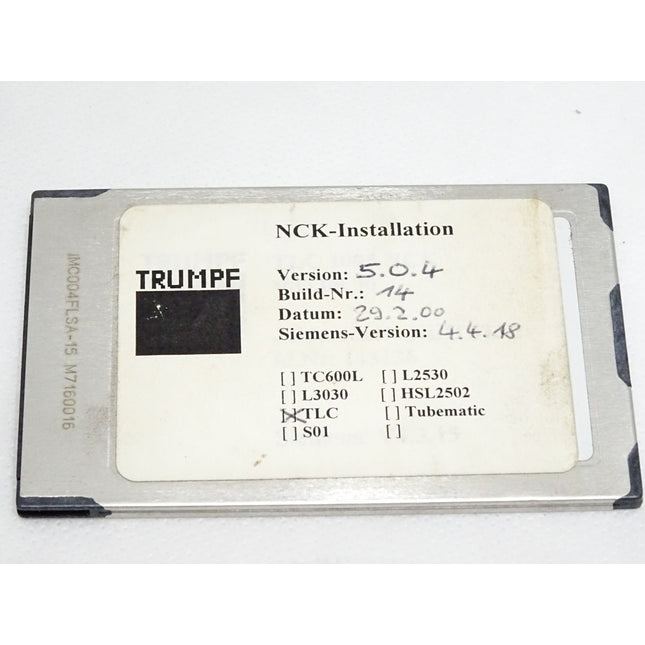 NCK-Installation
TRUMPF
Version: 5.0.4
Build-Nr.: 14
Datum: 29.2.00
Siemens-Version: 4.4.18
[ ] TC600L [ ] L2530
[ ] L3030 [ ] HSL2502
[X] TLC [ ] Tubematic
[ ] S01 [ ]
IMC004FLSA-15 M7160016